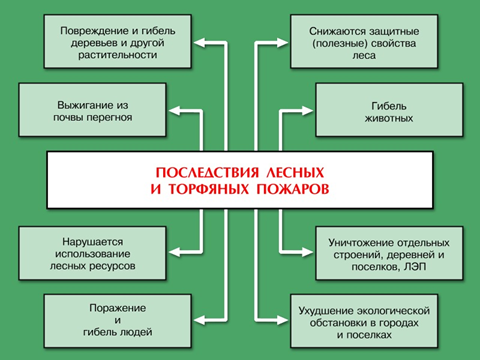 Повреждение и гибель
деревьев и другой
растительности
Снижаются защитные
(полезные) свойства
леса
Выжигание из
почвы перегноя
Гибель
животных
ПОСЛЕДСТВИЯ ЛЕСНЫХ
И ТОРФЯНЫХ ПОЖАРОВ
Нарушается
использование
лесных ресурсов
Уничтожение отдельных
строений, деревней и
поселков, ЛЭП
Поражение
и
гибель людей
Ухудшение экологической
обстановки в городах
и поселках